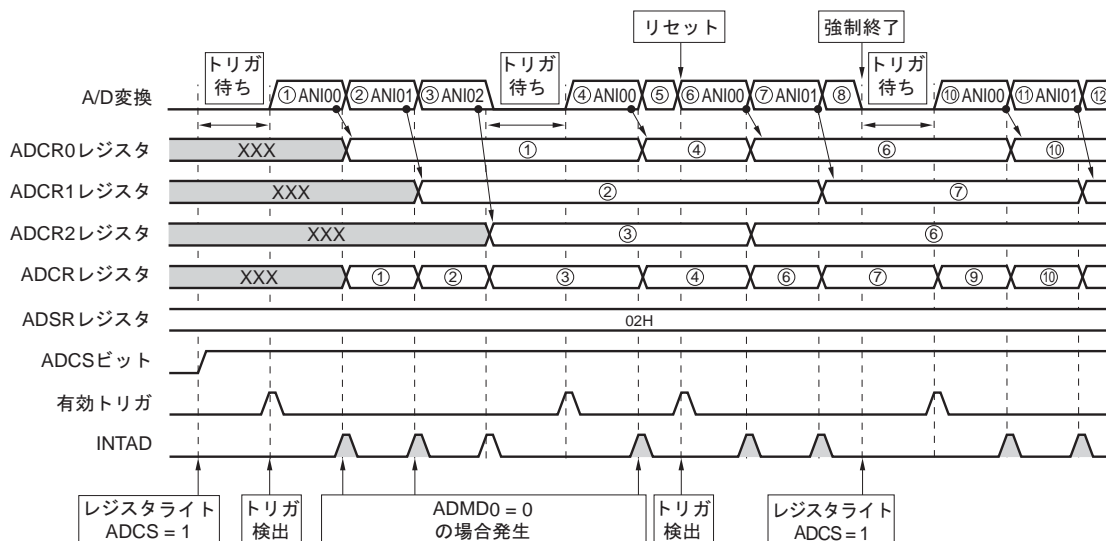 リセット
強制終了
トリガ
待ち
トリガ
待ち
トリガ
待ち
A/D変換
①ANI00
②ANI01
③ANI02
④ANI00
⑤
⑥ANI00
⑦ANI01
⑧
⑩ANI00
⑪ANI01
⑫
ADCR0レジスタ
XXX
①
④
⑥
⑩
ADCR1レジスタ
XXX
②
⑦
ADCR2レジスタ
XXX
③
⑥
ADCRレジスタ
XXX
①
②
③
④
⑥
⑦
⑨
⑩
ADSRレジスタ
02H
ADCSビット
有効トリガ
INTAD
レジスタライト
ADCS = 1
トリガ
検出
ADMD0 = 0
の場合発生
トリガ
検出
レジスタライト
ADCS = 1